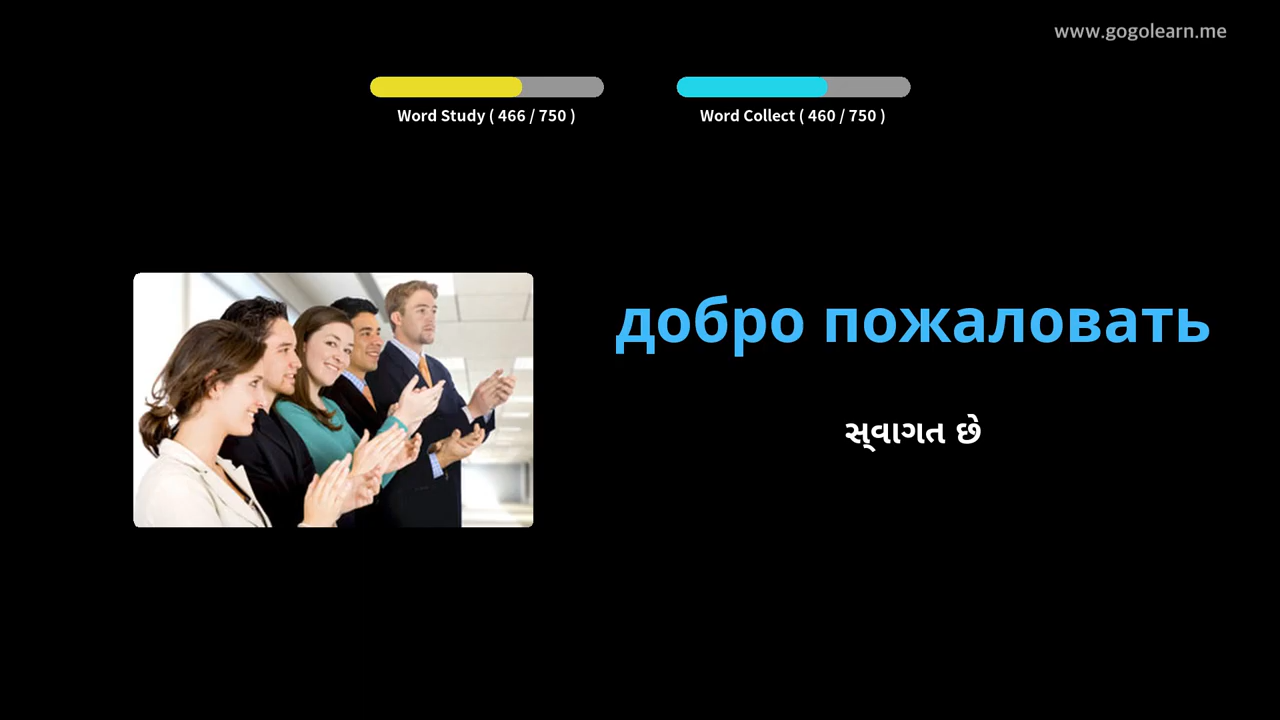 www.gogolearn.me
Word Study ( 466 / 750 )
Word Collect ( 460 / 750 )
добро пожаловать
સ્વાગત છે